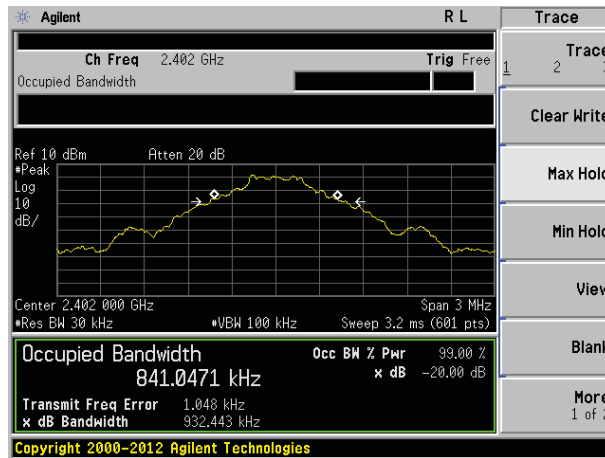 Agilent R L Trace
Ch Freq 2.402 GHz Trig Free
Occupied Bandwidth
Trace
1 2
Clear Write
Max Hold
Min Hold
View
Blank
More
1 of 2
Ref 10 dBm Atten 20 dB
#Peak
Log
10
dB/
Center 2.402 000 GHz Span 3 MHz
#Res BW 30 kHz #VBW 100 kHz Sweep 3.2 ms (601 pts)
Occupied Bandwidth Occ BW % Pwr 99.00 %
841.0471 kHz x dB -20.00 dB
Transmit Freq Error 1.048 kHz
x dB Bandwidth 932.443 kHz
Copyright 2000-2012 Agilent Technologies